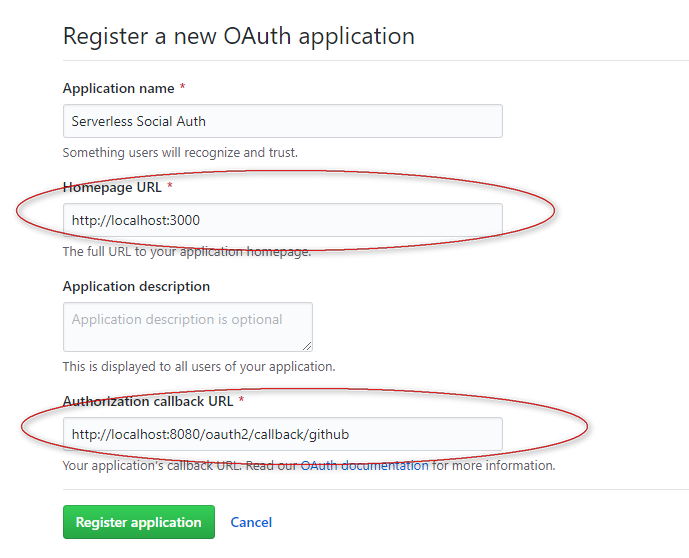 Register a new OAuth application
Application name *
Serverless Social Auth
Something users will recognize and trust.
Homepage URL *
http://localhost:3000
The full URL to your application homepage.
Application description
Application description is optional
This is displayed to all users of your application.
Authorization callback URL *
http://localhost:8080/oauth2/callback/github
Your application's callback URL. Read our OAuth documentation for more information.
Register application Cancel